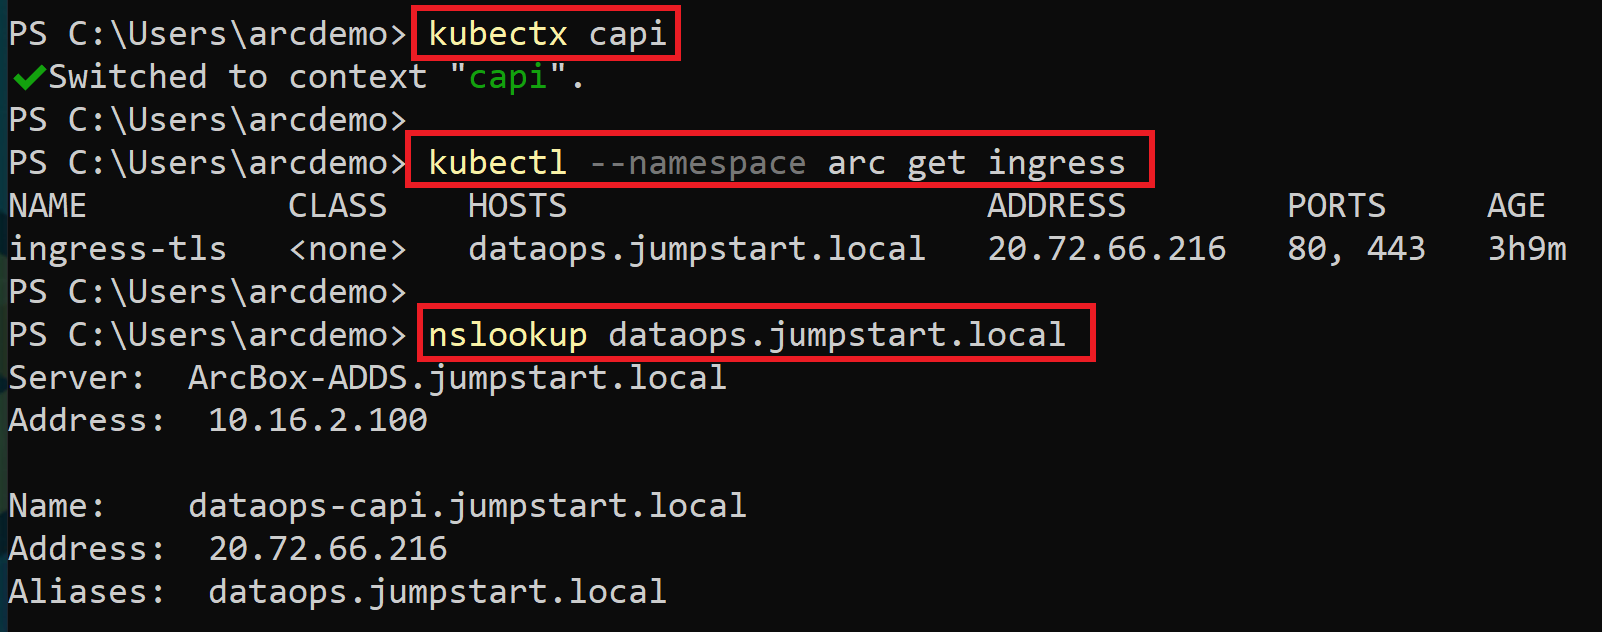 PS C:\Users\arcdemo> kubectx capi
✔Switched to context "capi".
PS C:\Users\arcdemo>
PS C:\Users\arcdemo> kubectl --namespace arc get ingress
NAME          CLASS    HOSTS                     ADDRESS        PORTS     AGE
ingress-tls   <none>   dataops.jumpstart.local   20.72.66.216   80, 443   3h9m
PS C:\Users\arcdemo>
PS C:\Users\arcdemo> nslookup dataops.jumpstart.local
Server:  ArcBox-ADDS.jumpstart.local
Address:  10.16.2.100

Name:    dataops-capi.jumpstart.local
Address:  20.72.66.216
Aliases:  dataops.jumpstart.local